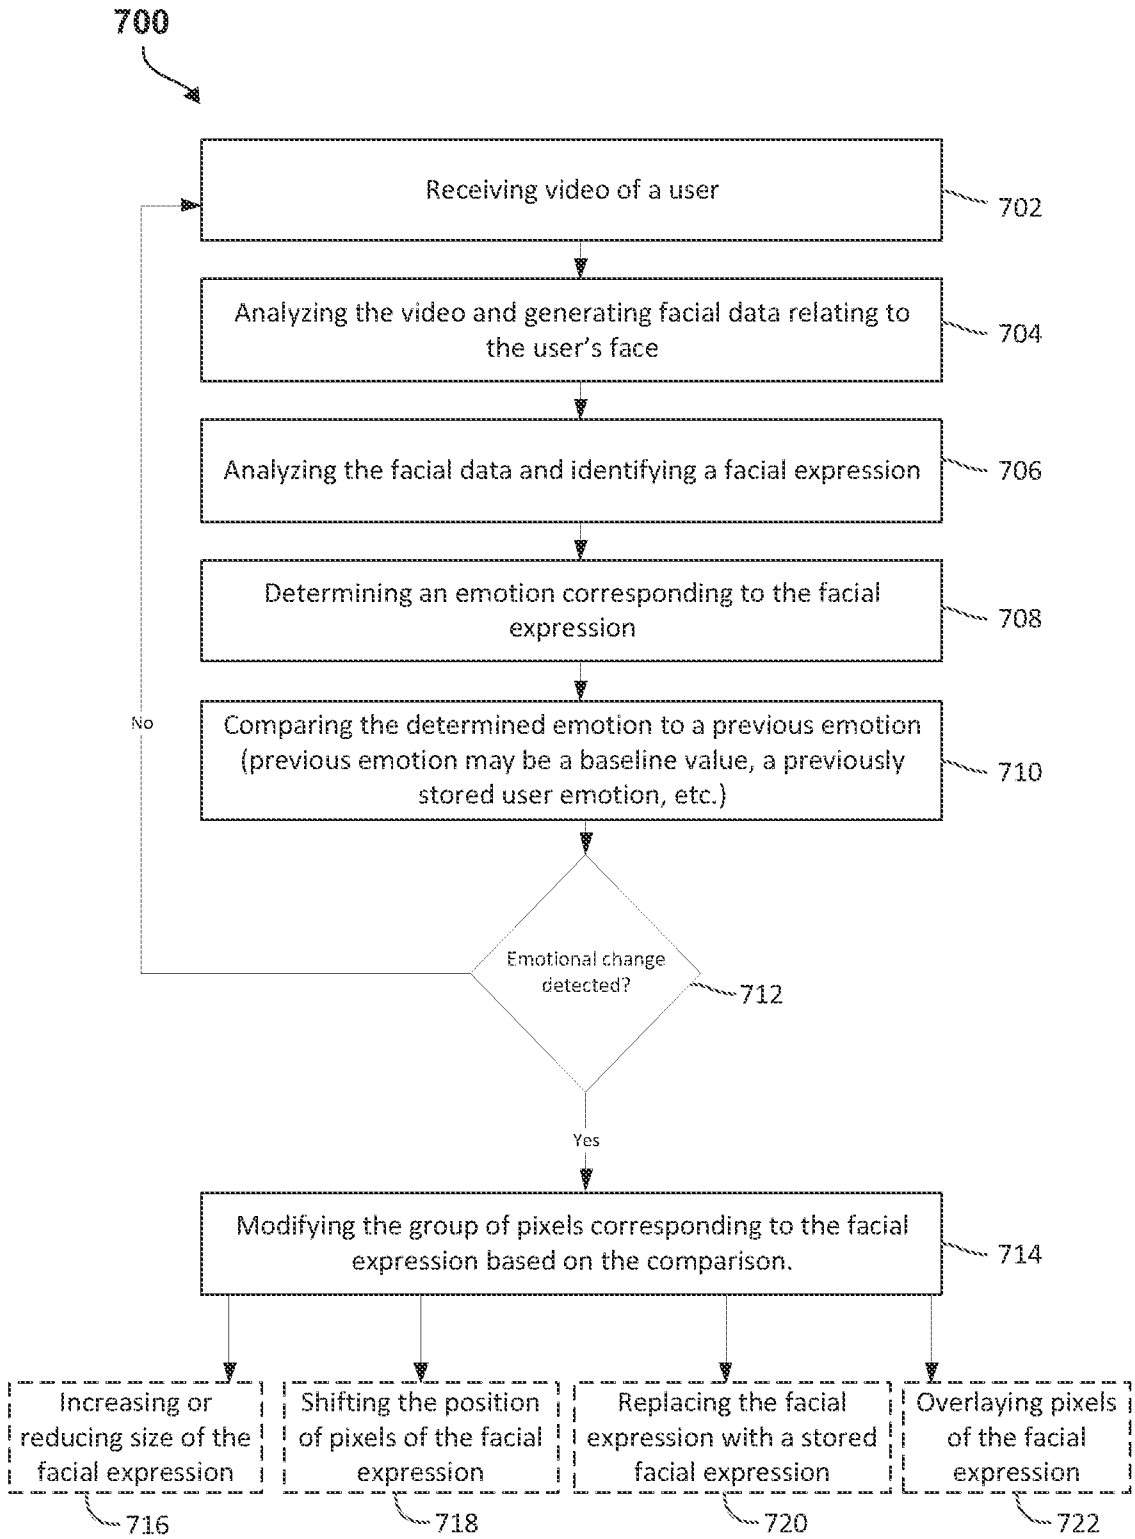 700
Receiving video of a user
702
Analyzing the video and generating facial data relating to
the user's face
704
Analyzing the facial data and identifying a facial expression
706
Determining an emotion corresponding to the facial
expression
708
No
Comparing the determined emotion to a previous emotion
(previous emotion may be a baseline value, a previously
stored user emotion, etc.)
710
Emotional change
detected?
712
Yes
Modifying the group of pixels corresponding to the facial
expression based on the comparison.
714
Increasing or
reducing size of the
facial expression
716
Shifting the position
of pixels of the facial
expression
718
Replacing the facial
expression with a stored
facial expression
720
Overlaying pixels
of the facial
expression
722